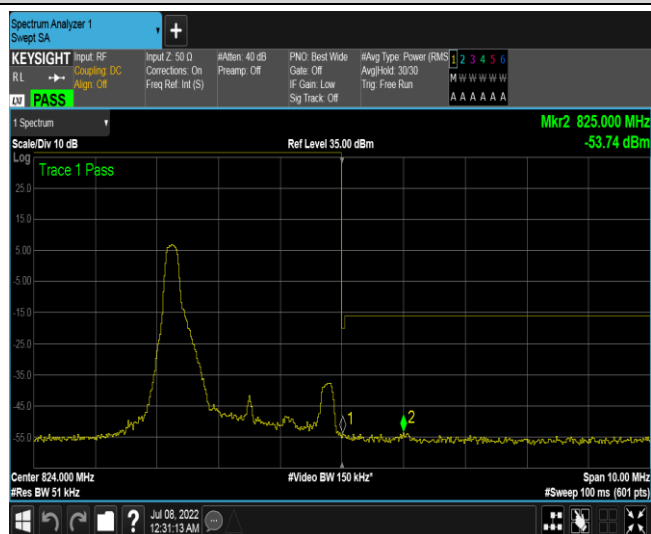 Spectrum Analyzer 1
Swept SA
+
KEYSIGHT
RL
LXI PASS
Input: RF
Coupling: DC
Align: Off
Input Z: 50 Ω
Corrections: On
Freq Ref: Int (S)
#Atten: 40 dB
Preamp: Off
PNO: Best Wide
Gate: Off
IF Gain: Low
Sig Track: Off
#Avg Type: Power (RMS
Avg|Hold: 30/30
Trig: Free Run
1 2 3 4 5 6
M W W W W W
A A A A A A
1 Spectrum
Mkr2 825.000 MHz
Scale/Div 10 dB
Ref Level 35.00 dBm
-53.74 dBm
Log
Trace 1 Pass
25.0
15.0
5.00
-5.00
-15.0
-25.0
-35.0
-45.0
-55.0
1
2
Center 824.000 MHz
#Video BW 150 kHz*
Span 10.00 MHz
#Res BW 51 kHz
#Sweep 100 ms (601 pts)
?
Jul 08, 2022
12:31:13 AM